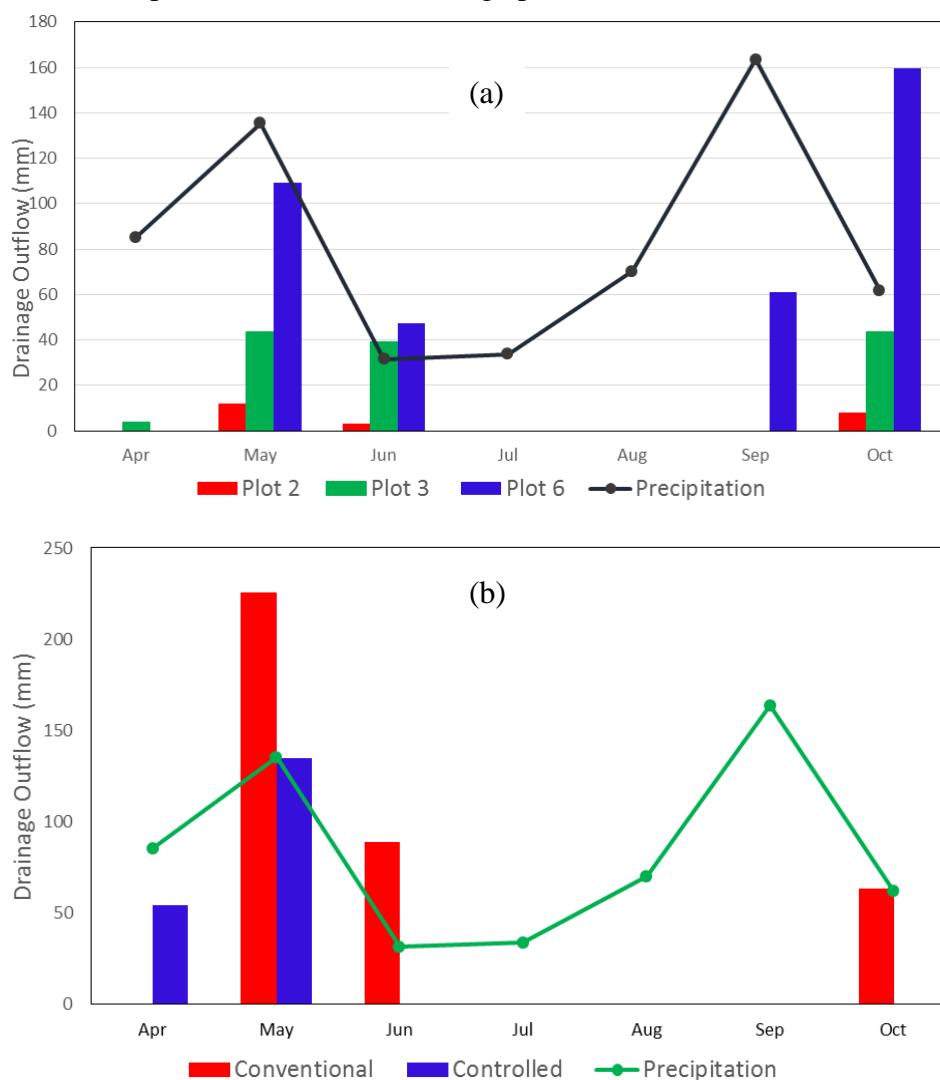 180
160
140
120
100
80
60
40
20
0
Drainage Outflow (mm)
(a)
Apr May Jun Jul Aug Sep Oct
Plot 2 Plot 3 Plot 6 Precipitation
250
200
150
100
50
0
Drainage Outflow (mm)
(b)
Apr May Jun Jul Aug Sep Oct
Conventional Controlled Precipitation